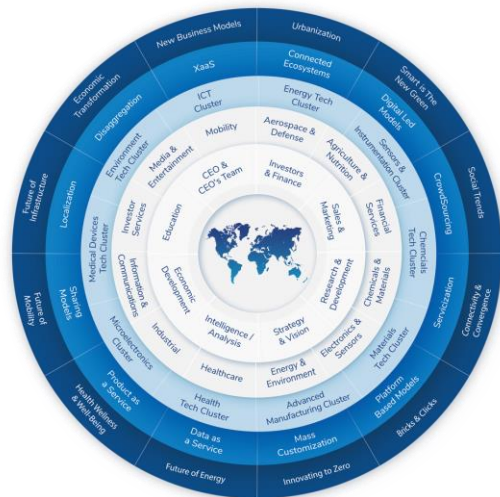 Urbanization
Smart is The
New Green
Social Trends
Connectivity &
Convergence
Bricks & Clicks
Innovating to Zero
Future of Energy
Health Wellness
& Well-Being
Future of
Mobility
Future of
Infrastructure
Economic
Transformation
New Business Models
Connected
Ecosystems
Digital Led
Models
CrowdSourcing
Servicization
Platform
Based Models
Mass
Customization
Data as
a Service
Product as
a Service
Sharing
Models
Localization
Disaggregation
XaaS
Energy Tech
Cluster
Sensors &
Instrumentation Cluster
Chemcials
Tech Cluster
Materials
Tech Cluster
Advanced
Manufacturing Cluster
Health
Tech Cluster
Microelectronics
Cluster
Medical Devices
Tech Cluster
Environment
Tech Cluster
ICT
Cluster
Aerospace &
Defense
Agriculture &
Nutrition
Financial
Services
Chemicals &
Materials
Electronics &
Sensors
Energy &
Environment
Healthcare
Industrial
Information &
Communications
Investor
Services
Media &
Entertainment
Mobility
Investors
& Finance
Sales &
Marketing
Research &
Development
Strategy
& Vision
Intelligence /
Analysis
Economic
Development
Education
CEO &
CEO's Team